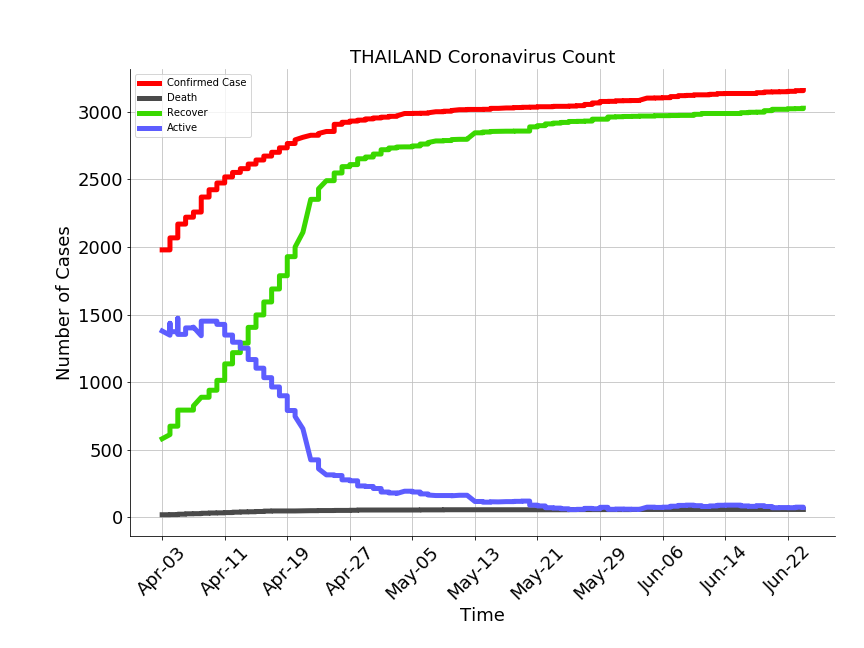 THAILAND Coronavirus Count
Confirmed Case
Death
Recover
Active
Number of Cases
3000
2500
2000
1500
1000
500
0
Apr-03
Apr-11
Apr-19
Apr-27
May-05
May-13
May-21
May-29
Jun-06
Jun-14
Jun-22
Time